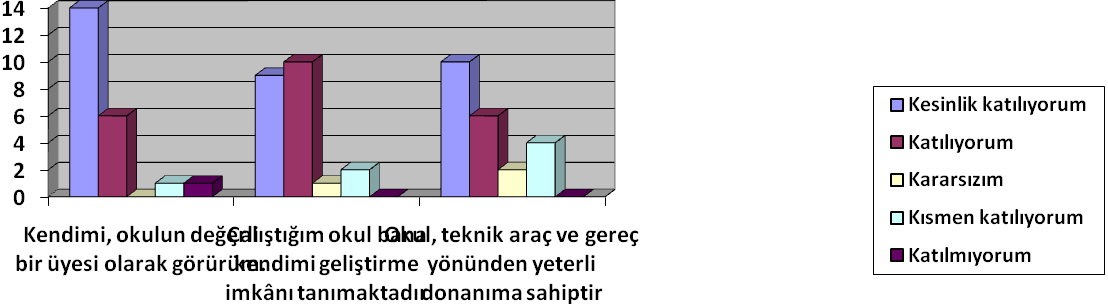 14
12
10
8
6
4
2
0
Kendimi, okulun değerli
bir üyesi olarak görürüm.
Çalıştığım okul bana
kendimi geliştirme
imkânı tanımaktadır
Okul, teknik araç ve gereç
yönünden yeterli
donanıma sahiptir
Kesinlik katılıyorum
Katılıyorum
Kararsızım
Kısmen katılıyorum
Katılmıyorum